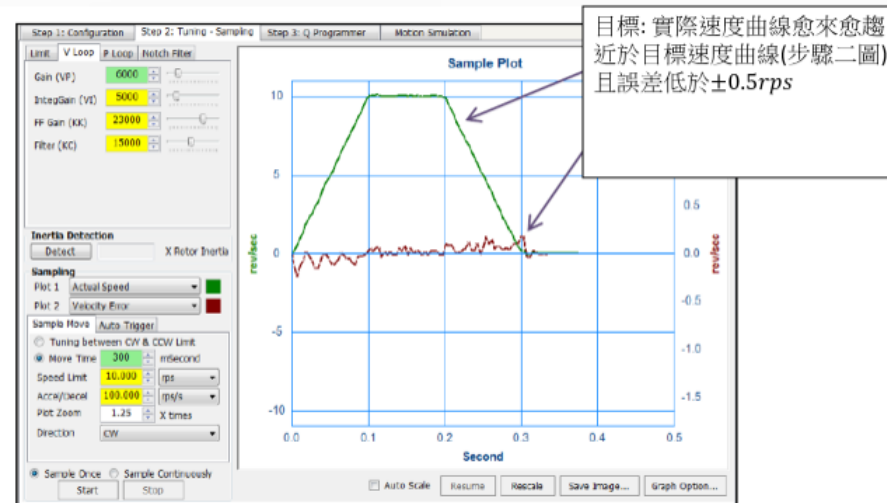 Step 1: Configuration
Step 2: Tuning - Sampling
Step 3: Q Programmer
Motion Simulation
目標: 實際速度曲線愈來愈趨
近於目標速度曲線(步驟二圖)
且誤差低於±0.5rps
Limit
V Loop
P Loop
Notch Filter
Gain (VP)
6000
IntegGain (VI)
5000
FF Gain (KK)
23000
Filter (KC)
15000
Inertia Detection
Detect
X Rotor Inertia
Sampling
Plot 1
Actual Speed
Plot 2
Velocity Error
Sample Move
Auto Trigger
Tuning between CW & CCW Limit
Move Time
300
mSecond
Speed Limit
10.000
rps
Accel/Decel
100.000
rps/s
Plot Zoom
1.25
X times
Direction
CW
Sample Once
Sample Continuously
Start
Stop
Sample Plot
10
5
0
-5
-10
rev/sec
0.5
0.0
-0.5
-1.0
-1.5
rev/sec
0.0
0.1
0.2
0.3
0.4
0.5
Second
Auto Scale
Resume
Rescale
Save Image...
Graph Option...